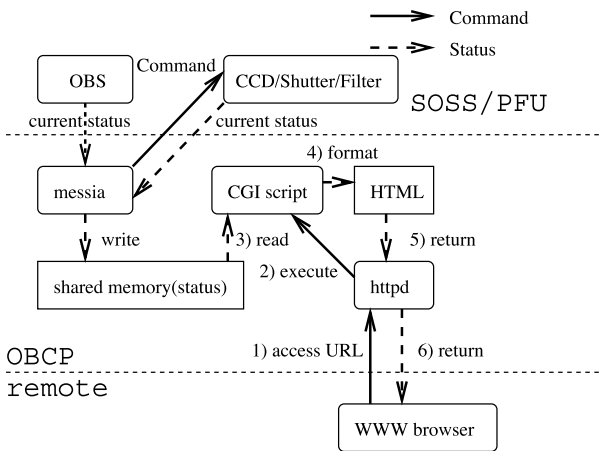 Command
Status
OBS
Command
CCD/Shutter/Filter
SOSS/PFU
current status
current status
4) format
messia
CGI script
HTML
write
3) read
5) return
2) execute
shared memory(status)
httpd
OBCP
1) access URL
6) return
remote
WWW browser